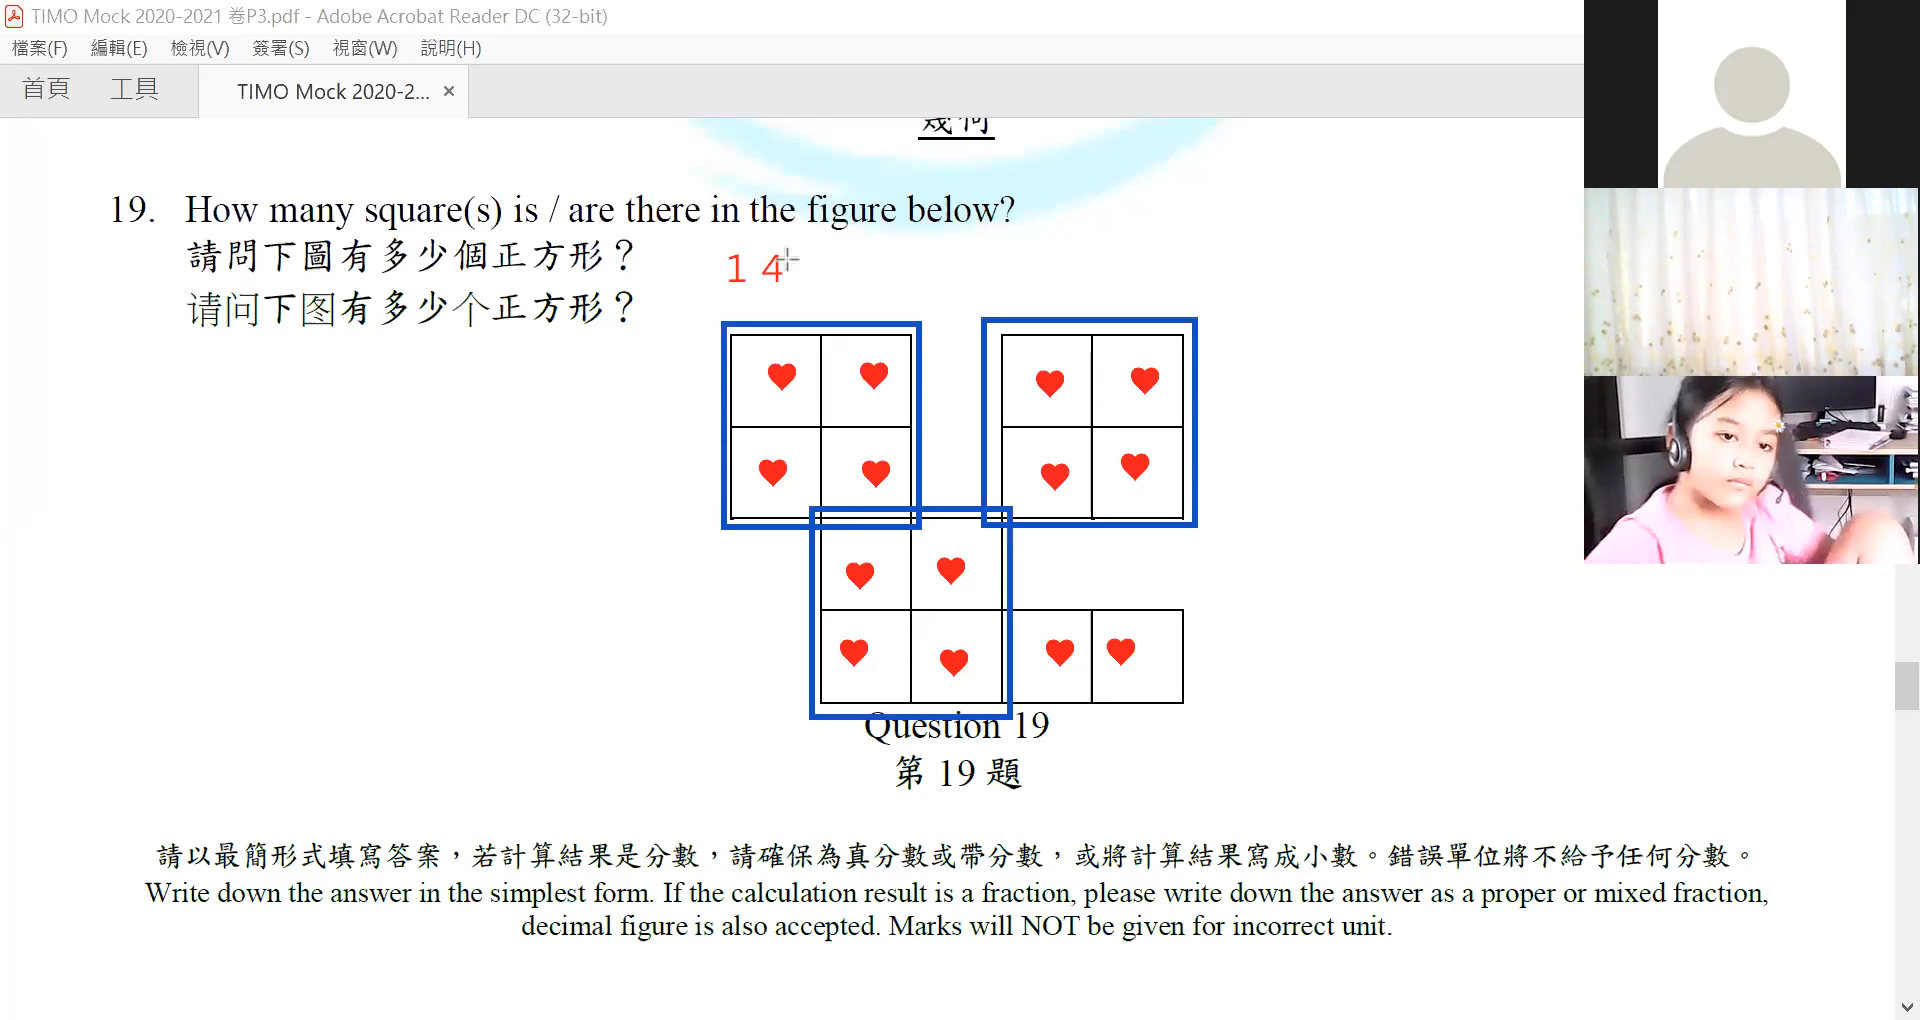 TIMO Mock 2020-2021 卷P3.pdf - Adobe Acrobat Reader DC (32-bit)
檔案(F) 編輯(E) 檢視(V) 簽署(S) 視窗(W) 說明(H)
首頁 工具 TIMO Mock 2020-2... ×
幾何
19. How many square(s) is / are there in the figure below?
請問下圖有多少個正方形？
1 4
请问下图有多少个正方形？
Question 19
第 19 題
請以最簡形式填寫答案，若計算結果是分數，請確保為真分數或帶分數，或將計算結果寫成小數。錯誤單位將不給予任何分數。
Write down the answer in the simplest form. If the calculation result is a fraction, please write down the answer as a proper or mixed fraction,
decimal figure is also accepted. Marks will NOT be given for incorrect unit.